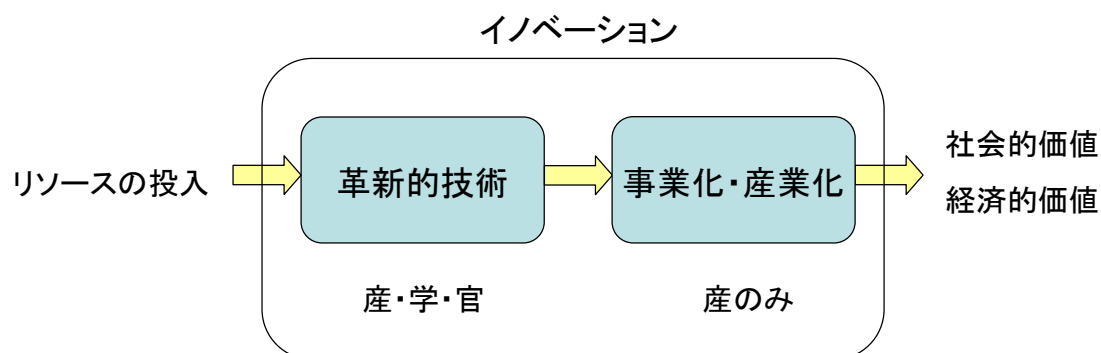 イノベーション
リソースの投入
革新的技術
事業化・産業化
社会的価値
経済的価値
産・学・官
産のみ